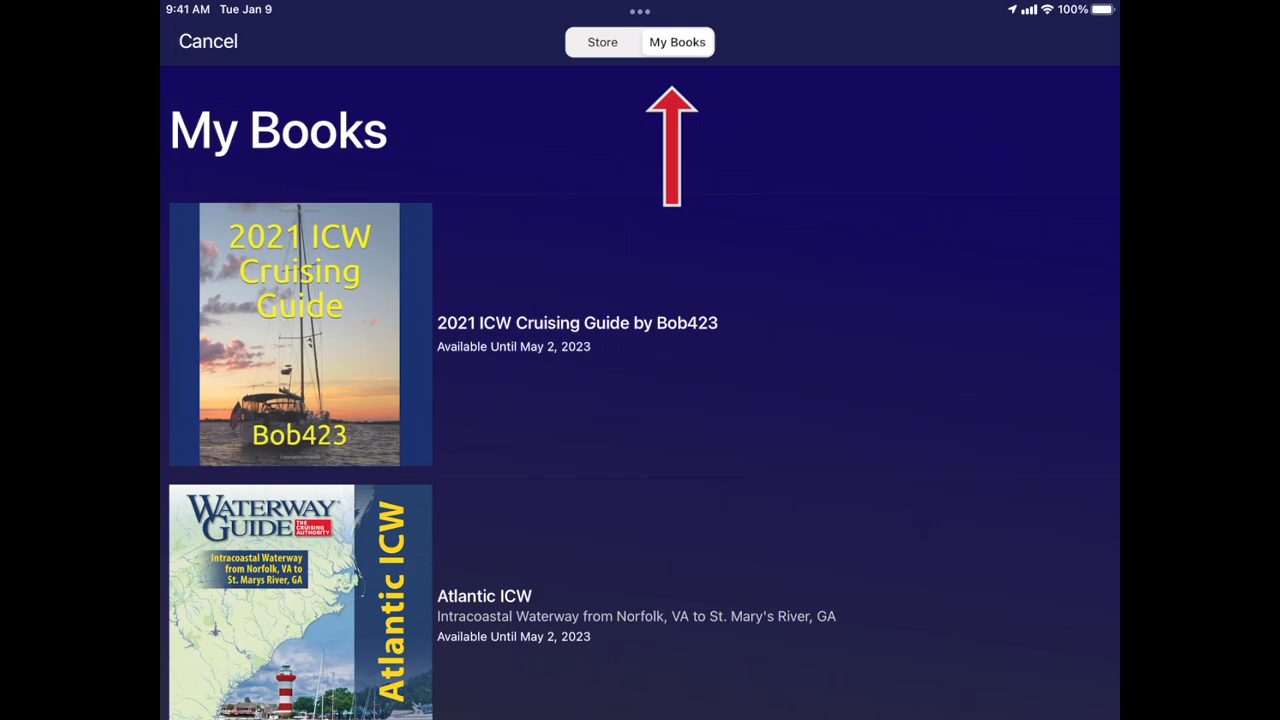 9:41 AM Tue Jan 9
100%
Cancel
Store
My Books
My Books
2021 ICW
Cruising
Guide
Bob423
2021 ICW Cruising Guide by Bob423
Available Until May 2, 2023
WATERWAY
GUIDE
THE
CRUISING
AUTHORITY
Intracoastal Waterway
from Norfolk, VA to
St. Marys River, GA
Atlantic ICW
Atlantic ICW
Intracoastal Waterway from Norfolk, VA to St. Mary's River, GA
Available Until May 2, 2023